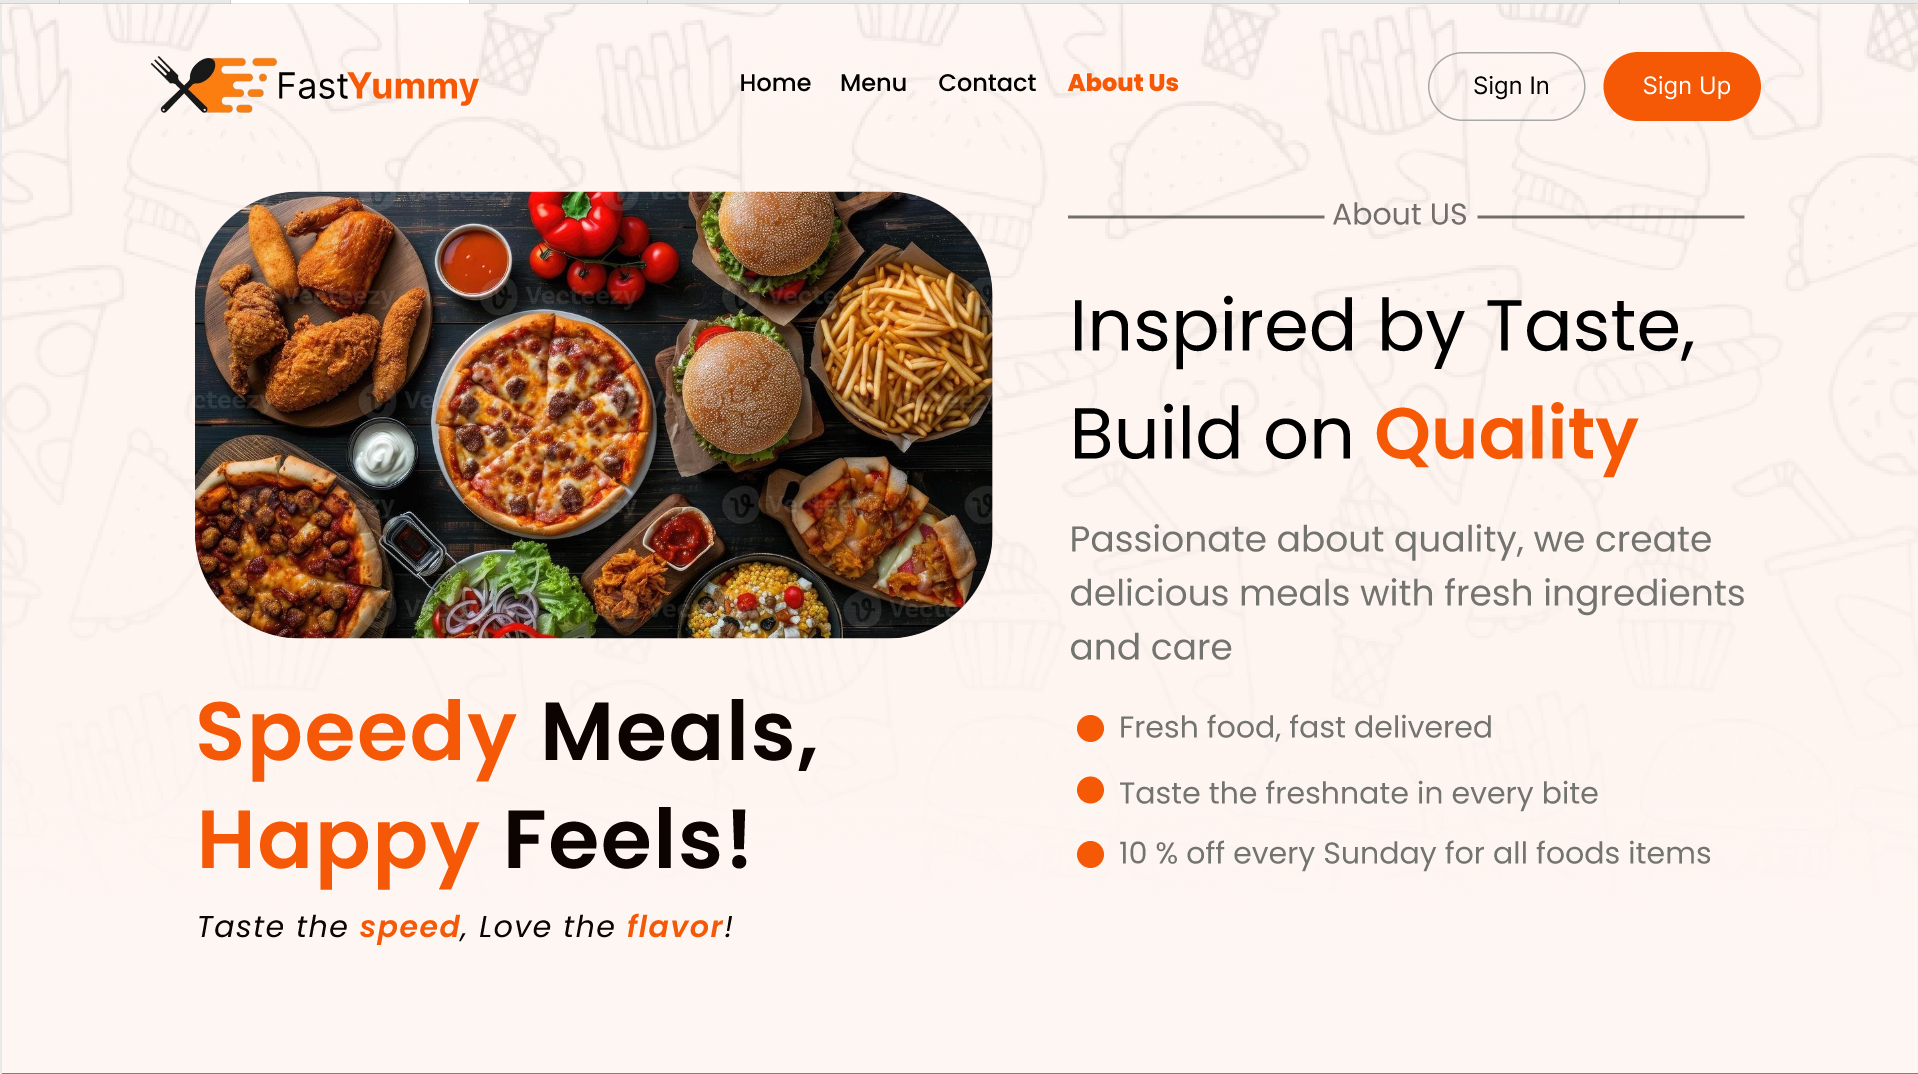 FastYummy
Home Menu Contact About Us
Sign In
Sign Up
Vecteezy
About US
Inspired by Taste,
Build on Quality
Passionate about quality, we create
delicious meals with fresh ingredients
and care
Fresh food, fast delivered
Taste the freshnate in every bite
10 % off every Sunday for all foods items
Speedy Meals,
Happy Feels!
Taste the speed, Love the flavor!